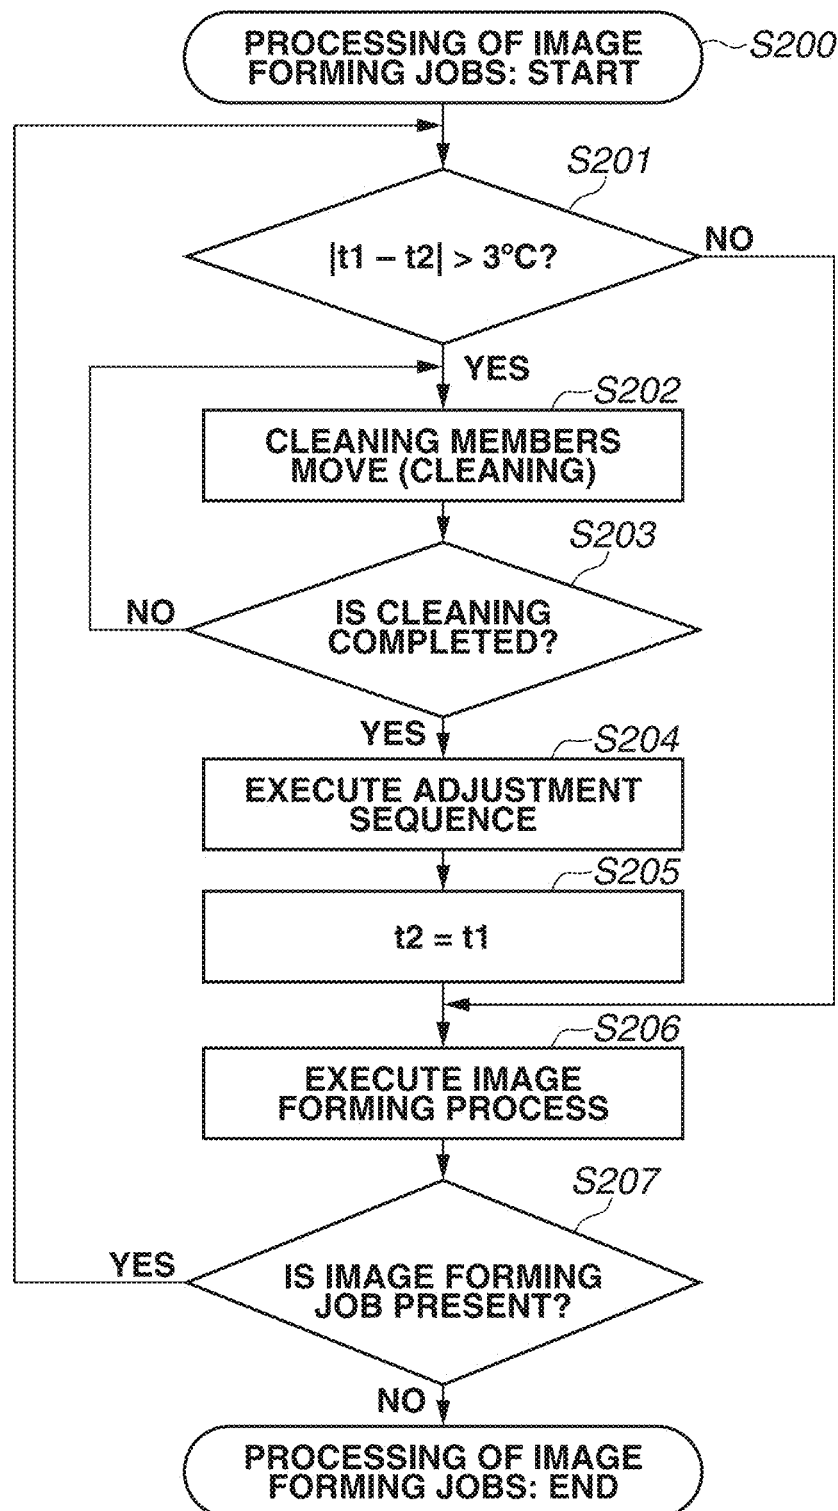 PROCESSING OF IMAGE
FORMING JOBS: START
S200
S201
|t1 – t2| > 3°C?
NO
YES
S202
CLEANING MEMBERS
MOVE (CLEANING)
S203
IS CLEANING
COMPLETED?
NO
YES
S204
EXECUTE ADJUSTMENT
SEQUENCE
S205
t2 = t1
S206
EXECUTE IMAGE
FORMING PROCESS
S207
IS IMAGE FORMING
JOB PRESENT?
YES
NO
PROCESSING OF IMAGE
FORMING JOBS: END